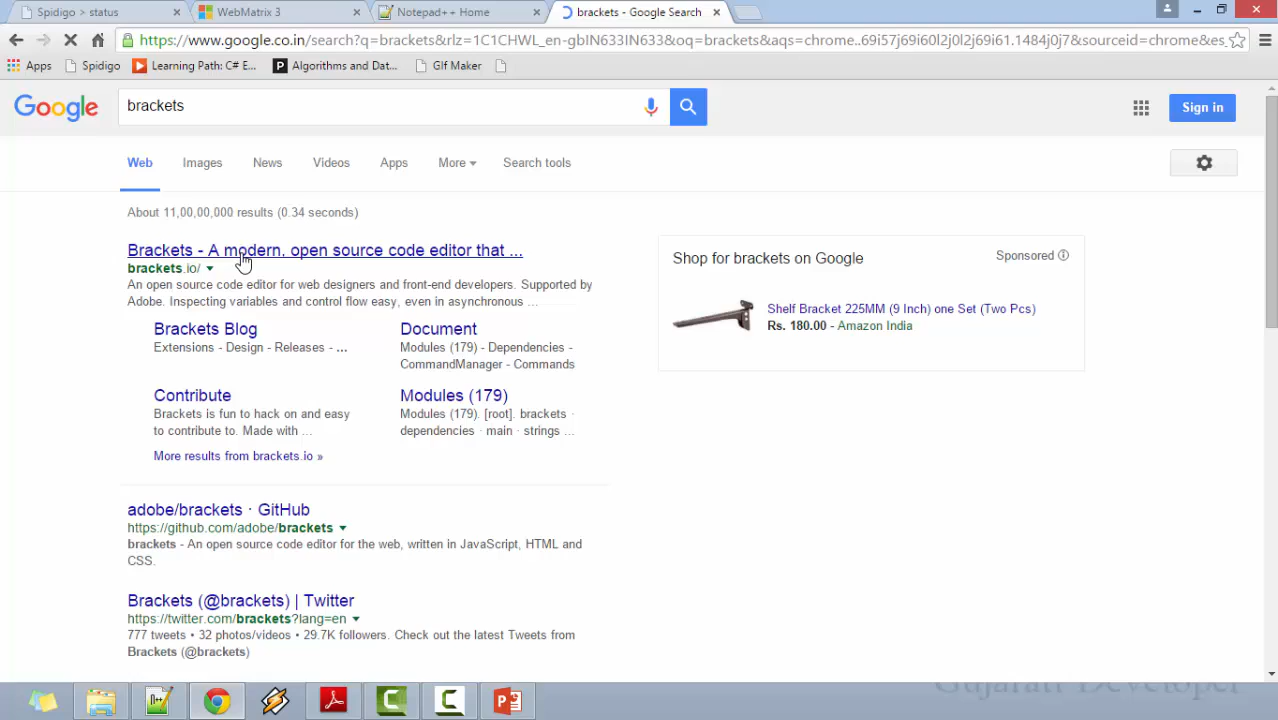 Spidigo > status
WebMatrix 3
Notepad++ Home
brackets - Google Search
https://www.google.co.in/search?q=brackets&rlz=1C1CHWL_en-gbIN633IN633&oq=brackets&aqs=chrome..69i57j69i60l2j0l2j69i61.1484j0j7&sourceid=chrome&es_
Apps
Spidigo
Learning Path: C# E...
Algorithms and Dat...
GIf Maker
Google
brackets
Sign in
Web
Images
News
Videos
Apps
More
Search tools
About 11,00,00,000 results (0.34 seconds)
Brackets - A modern, open source code editor that ...
brackets.io/
An open source code editor for web designers and front-end developers. Supported by
Adobe. Inspecting variables and control flow easy, even in asynchronous ...
Brackets Blog
Extensions - Design - Releases - ...
Document
Modules (179) - Dependencies -
CommandManager - Commands
Contribute
Brackets is fun to hack on and easy
to contribute to. Made with ...
Modules (179)
Modules (179). [root]. brackets ·
dependencies · main · strings ...
More results from brackets.io »
Shop for brackets on Google
Sponsored
Shelf Bracket 225MM (9 Inch) one Set (Two Pcs)
Rs. 180.00 - Amazon India
adobe/brackets · GitHub
https://github.com/adobe/brackets
brackets - An open source code editor for the web, written in JavaScript, HTML and
CSS.
Brackets (@brackets) | Twitter
https://twitter.com/brackets?lang=en
777 tweets • 32 photos/videos • 29.7K followers. Check out the latest Tweets from
Brackets (@brackets)
Gujarati Developer